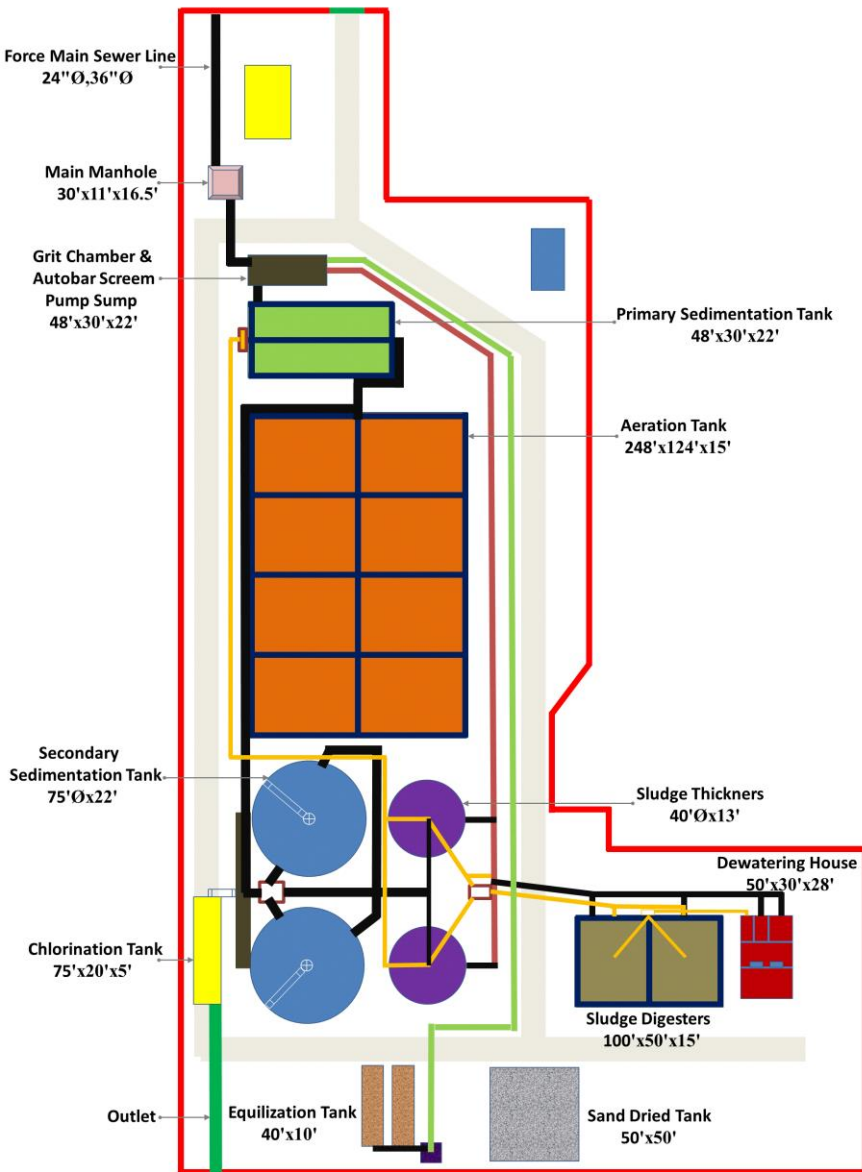 Force Main Sewer Line
24"Ø,36"Ø
Main Manhole
30'x11'x16.5'
Grit Chamber &
Autobar Screem
Pump Sump
48'x30'x22'
Primary Sedimentation Tank
48'x30'x22'
Aeration Tank
248'x124'x15'
Secondary
Sedimentation Tank
75'Øx22'
Sludge Thickners
40'Øx13'
Dewatering House
50'x30'x28'
Chlorination Tank
75'x20'x5'
Sludge Digesters
100'x50'x15'
Outlet
Equilization Tank
40'x10'
Sand Dried Tank
50'x50'